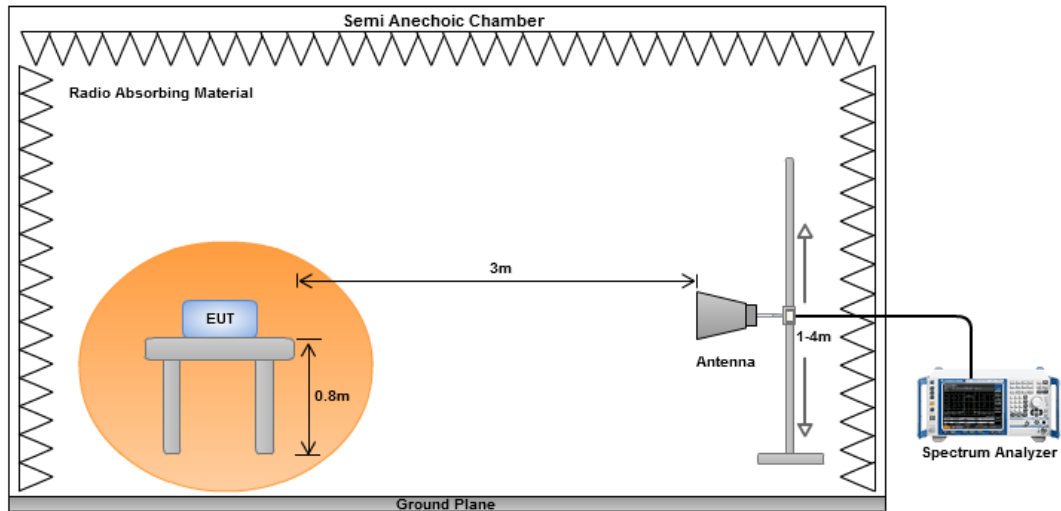 Semi Anechoic Chamber
Radio Absorbing Material
3m
EUT
1-4m
Antenna
0.8m
Spectrum Analyzer
Ground Plane